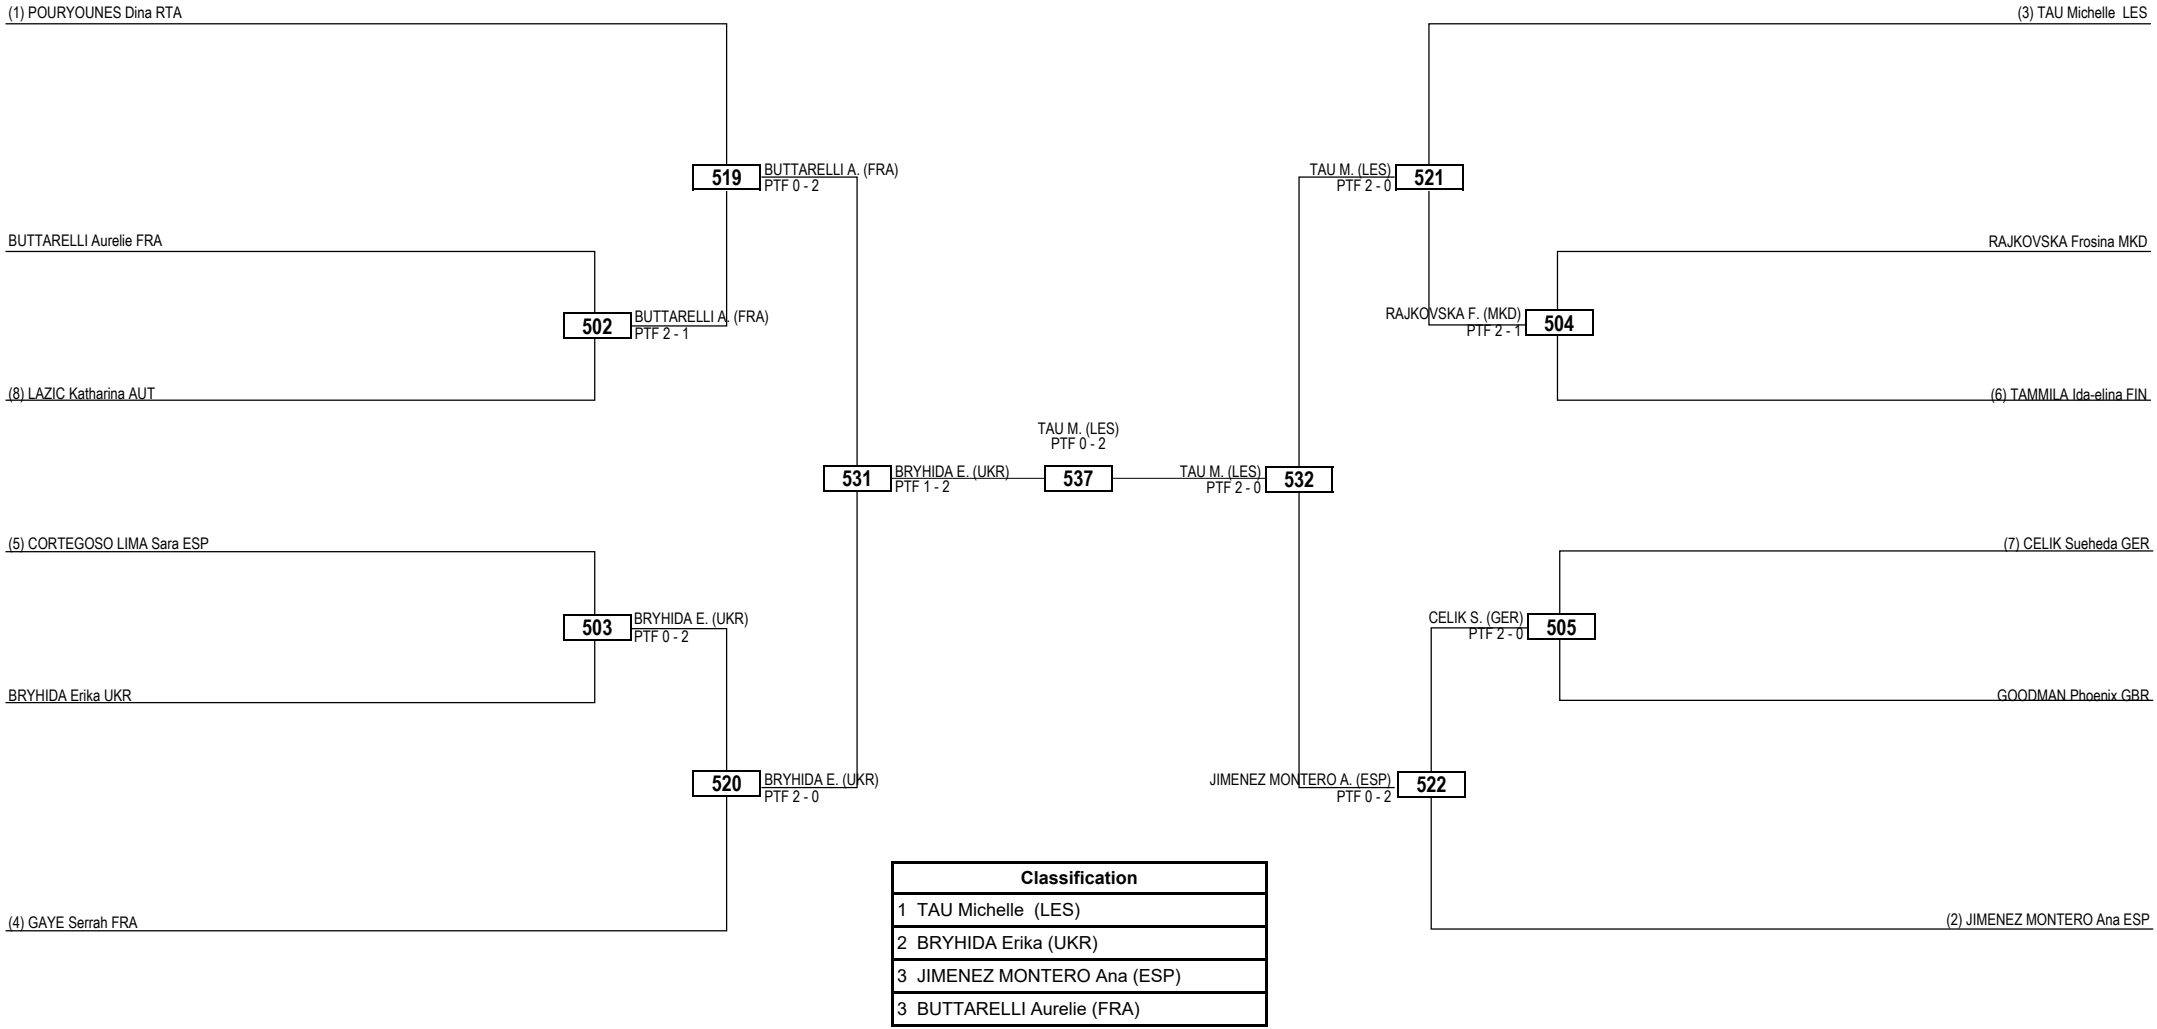 (1) POURYOUNES Dina RTA
(3) TAU Michelle LES
519
BUTTARELLI A. (FRA)
PTF 0 - 2
TAU M. (LES)
PTF 2 - 0
521
BUTTARELLI Aurelie FRA
RAJKOVSKA Frosina MKD
502
BUTTARELLI A. (FRA)
PTF 2 - 1
RAJKOVSKA F. (MKD)
PTF 2 - 1
504
(8) LAZIC Katharina AUT
(6) TAMMILA Ida-elina FIN
TAU M. (LES)
PTF 0 - 2
531
BRYHIDA E. (UKR)
PTF 1 - 2
537
TAU M. (LES)
PTF 2 - 0
532
(5) CORTEGOSO LIMA Sara ESP
(7) CELIK Sueheda GER
503
BRYHIDA E. (UKR)
PTF 0 - 2
CELIK S. (GER)
PTF 2 - 0
505
BRYHIDA Erika UKR
GOODMAN Phoenix GBR
520
BRYHIDA E. (UKR)
PTF 2 - 0
JIMENEZ MONTERO A. (ESP)
PTF 0 - 2
522
(4) GAYE Serrah FRA
(2) JIMENEZ MONTERO Ana ESP
Classification
1 TAU Michelle (LES)
2 BRYHIDA Erika (UKR)
3 JIMENEZ MONTERO Ana (ESP)
3 BUTTARELLI Aurelie (FRA)